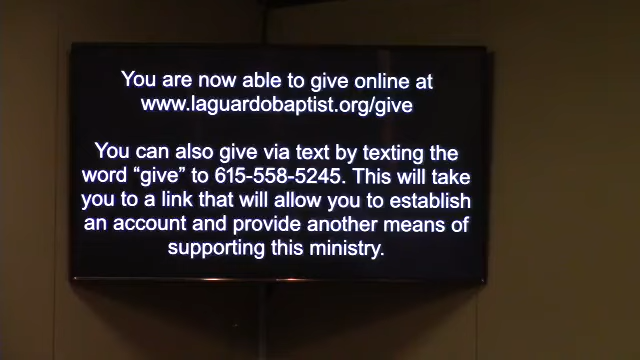 You are now able to give online at
www.laguardobaptist.org/give
You can also give via text by texting the
word “give” to 615-558-5245. This will take
you to a link that will allow you to establish
an account and provide another means of
supporting this ministry.